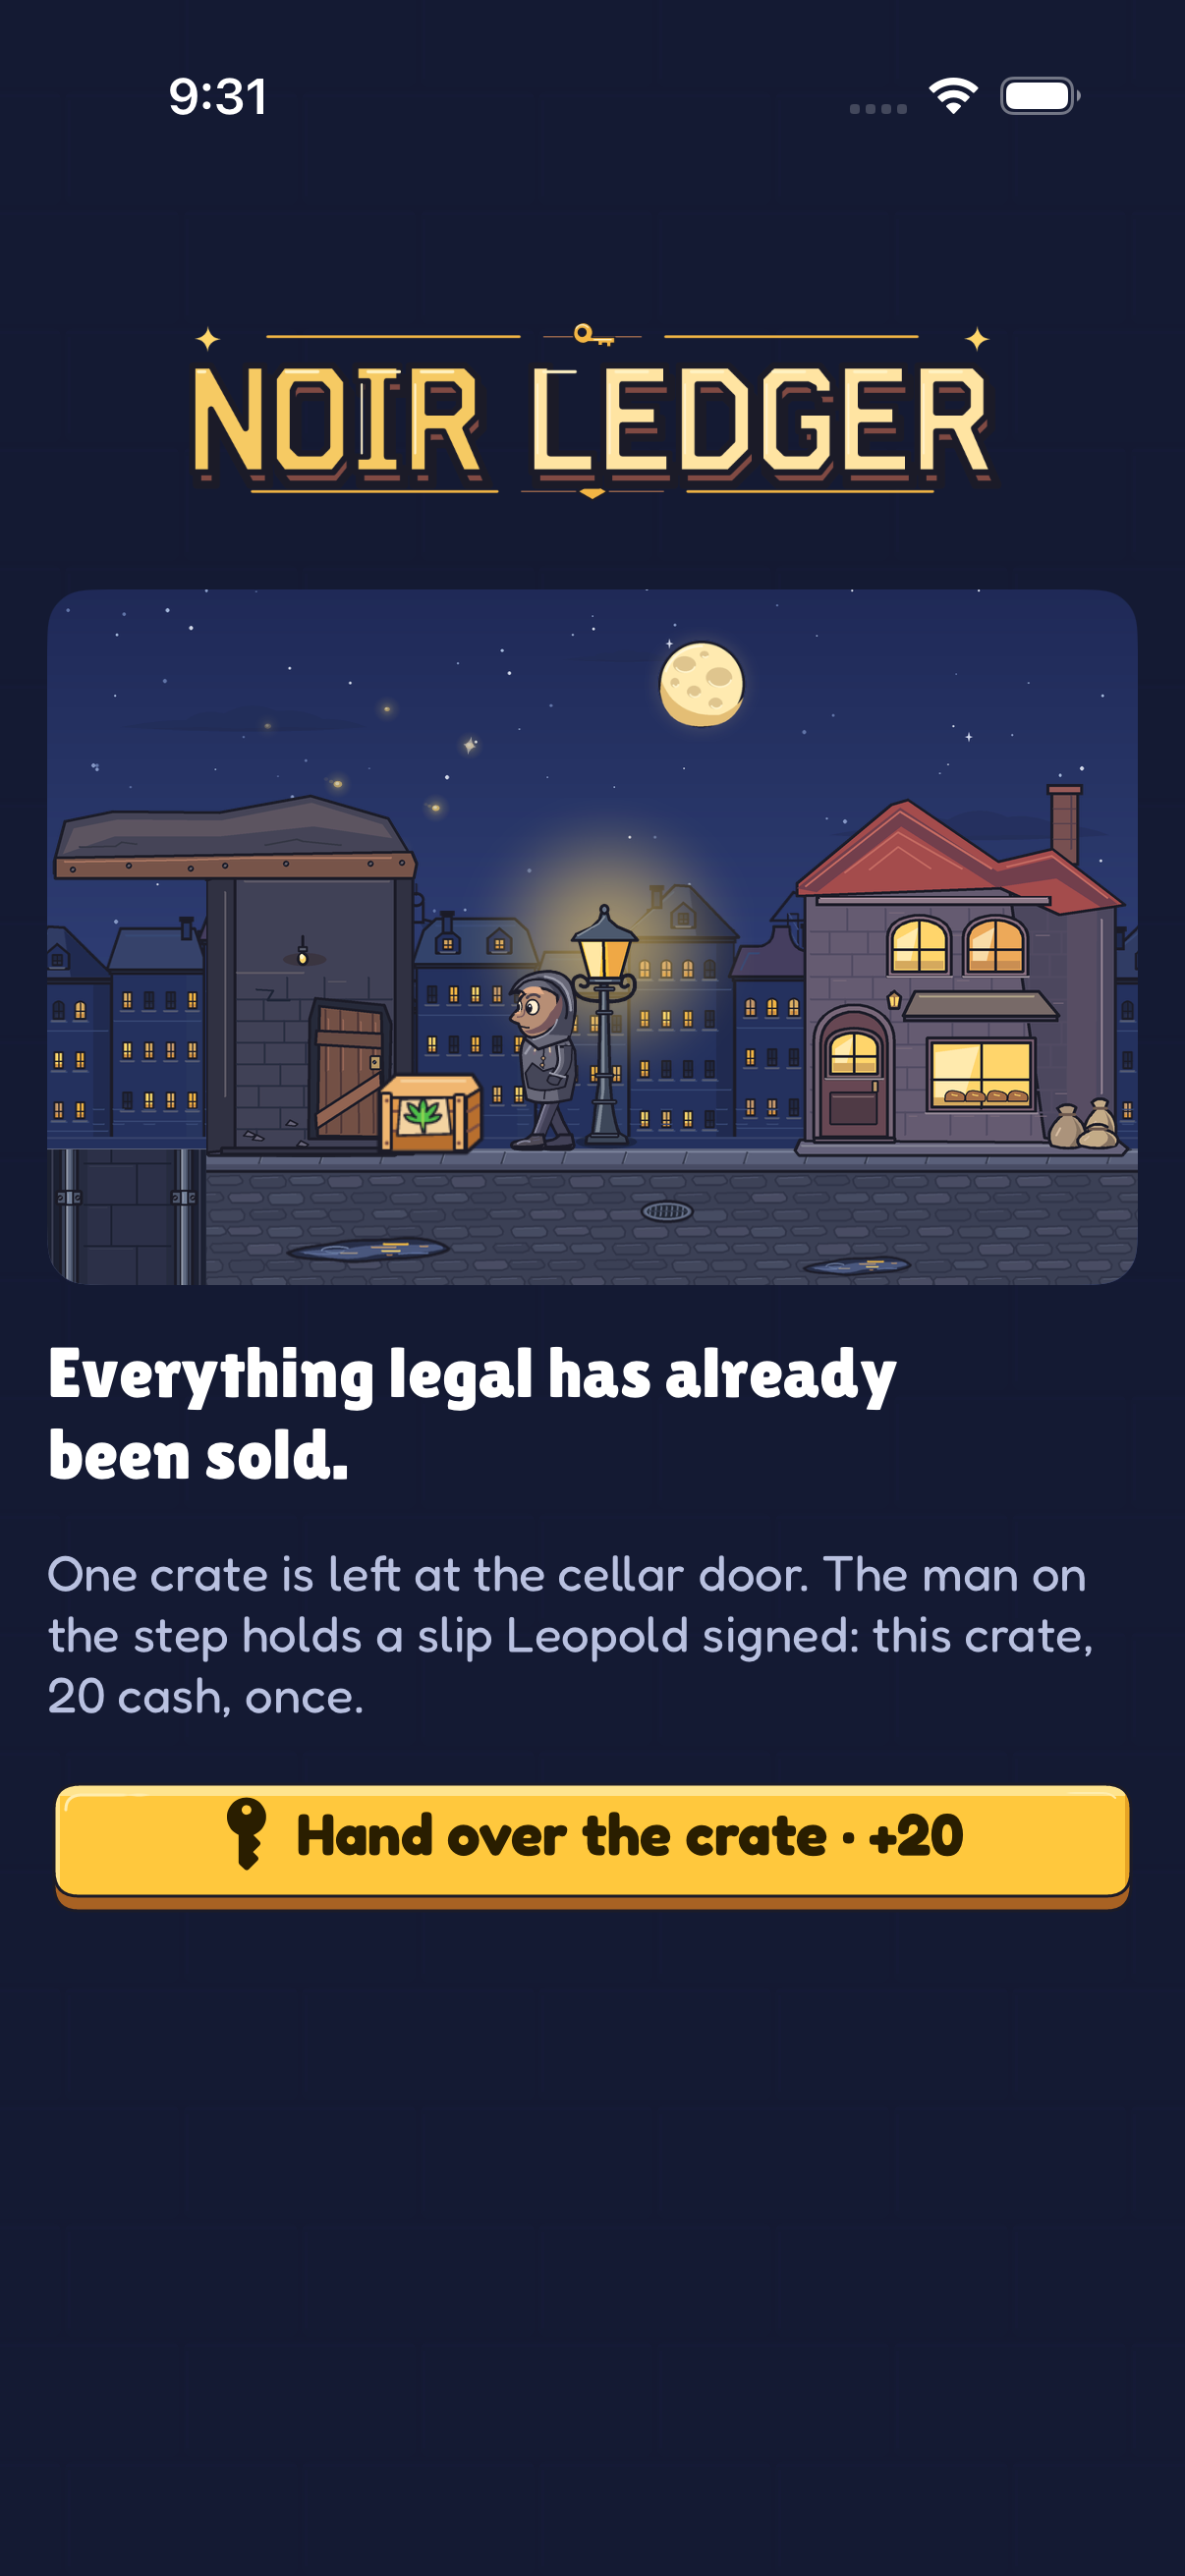 9:31
NOIR LEDGER
Everything legal has already
been sold.
One crate is left at the cellar door. The man on
the step holds a slip Leopold signed: this crate,
20 cash, once.
Hand over the crate · +20